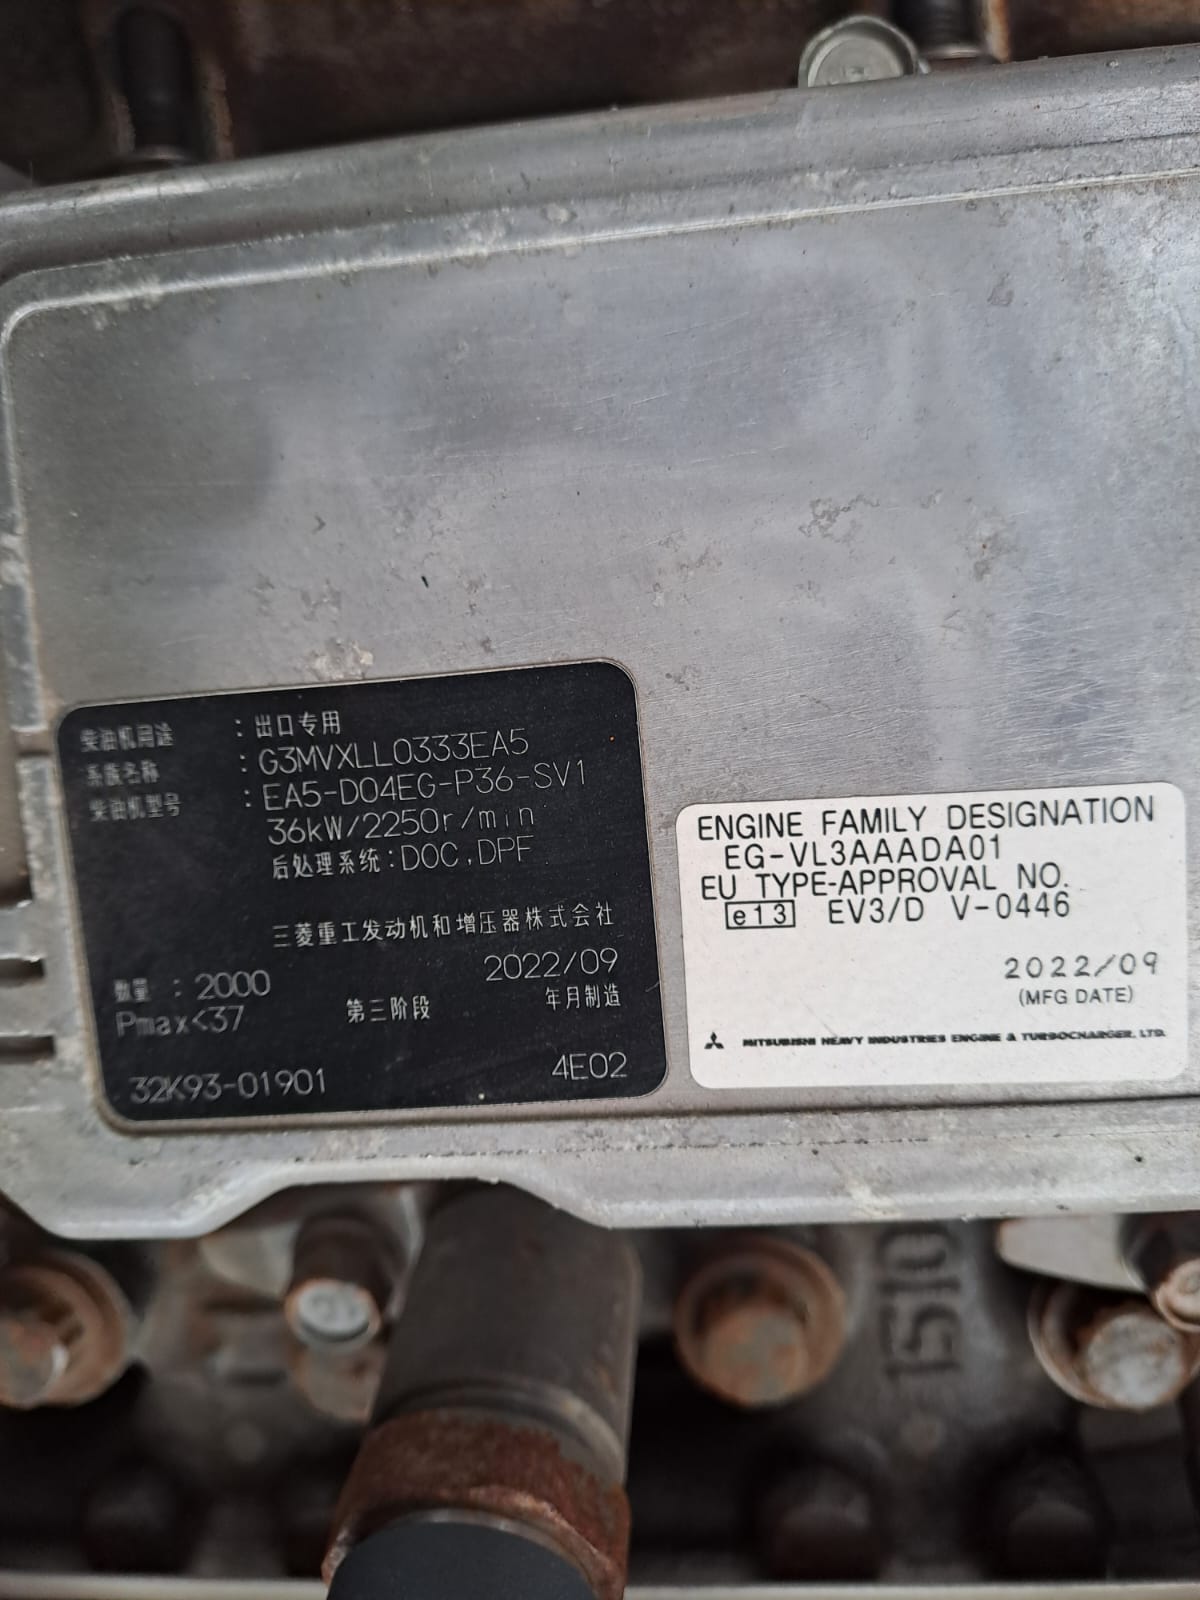 柴油机用途 : 出口专用
系族名称 : G3MVXLL0333EA5
柴油机型号 : EA5-D04EG-P36-SV1
36kW/2250r/min
后处理系统:DOC,DPF
三菱重工发动机和增压器株式会社
数量 : 2000 2022/09
Pmax<37 第三阶段 年月制造
32K93-01901 4E02
ENGINE FAMILY DESIGNATION
EG-VL3AAADA01
EU TYPE-APPROVAL NO.
e13 EV3/D V-0446
2022/09
(MFG DATE)
MITSUBISHI HEAVY INDUSTRIES ENGINE & TURBOCHARGER, LTD.
1510